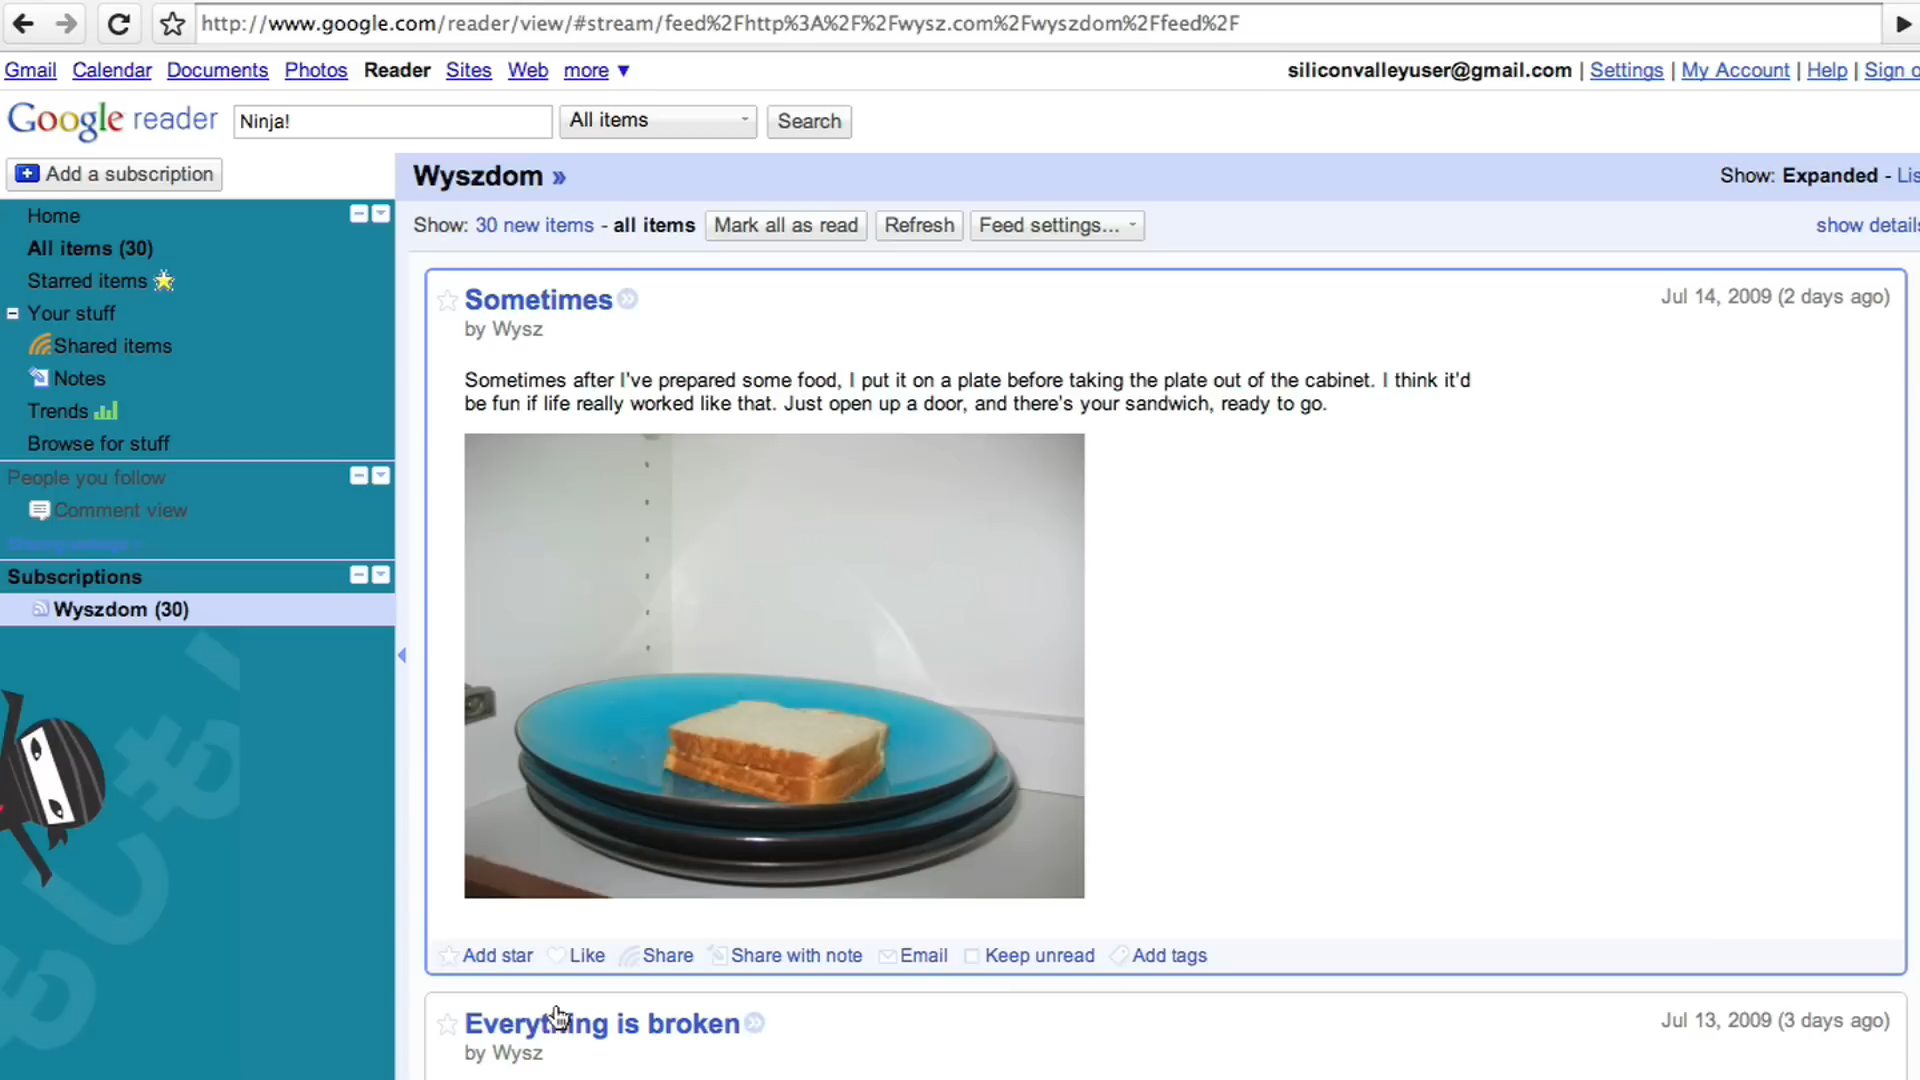 http://www.google.com/reader/view/#stream/feed%2Fhttp%3A%2F%2Fwysz.com%2Fwyszdom%2Ffeed%2F
Gmail Calendar Documents Photos Reader Sites Web more ▼ siliconvalleyuser@gmail.com | Settings | My Account | Help | Sign o
Google reader Ninja! All items Search
Add a subscription
Home
All items (30)
Starred items
Your stuff
Shared items
Notes
Trends
Browse for stuff
People you follow
Comment view
Subscriptions
Wyszdom (30)
Wyszdom » Show: Expanded - Lis
Show: 30 new items - all items Mark all as read Refresh Feed settings... show details
Sometimes » Jul 14, 2009 (2 days ago)
by Wysz
Sometimes after I've prepared some food, I put it on a plate before taking the plate out of the cabinet. I think it'd
be fun if life really worked like that. Just open up a door, and there's your sandwich, ready to go.
Add star Like Share Share with note Email Keep unread Add tags
Everything is broken » Jul 13, 2009 (3 days ago)
by Wysz